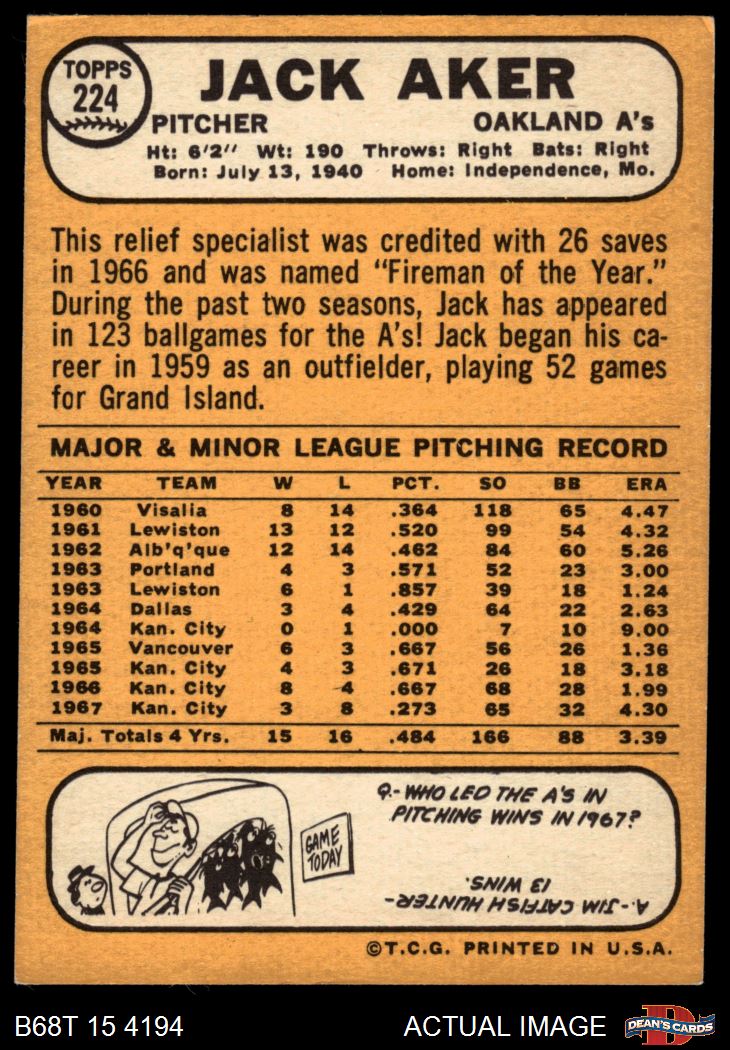 TOPPS
224
JACK AKER
PITCHER OAKLAND A's
Ht: 6'2" Wt: 190 Throws: Right Bats: Right
Born: July 13, 1940 Home: Independence, Mo.
This relief specialist was credited with 26 saves
in 1966 and was named "Fireman of the Year."
During the past two seasons, Jack has appeared
in 123 ballgames for the A's! Jack began his ca-
reer in 1959 as an outfielder, playing 52 games
for Grand Island.
MAJOR & MINOR LEAGUE PITCHING RECORD
YEAR TEAM W L PCT. SO BB ERA
1960 Visalia 8 14 .364 118 65 4.47
1961 Lewiston 13 12 .520 99 54 4.32
1962 Alb'q'que 12 14 .462 84 60 5.26
1963 Portland 4 3 .571 52 23 3.00
1963 Lewiston 6 1 .857 39 18 1.24
1964 Dallas 3 4 .429 64 22 2.63
1964 Kan. City 0 1 .000 7 10 9.00
1965 Vancouver 6 3 .667 56 26 1.36
1965 Kan. City 4 3 .671 26 18 3.18
1966 Kan. City 8 4 .667 68 28 1.99
1967 Kan. City 3 8 .273 65 32 4.30
Maj. Totals 4 Yrs. 15 16 .484 166 88 3.39
GAME
TODAY
Q.- WHO LED THE A'S IN
PITCHING WINS IN 1967?
A.- JIM CATFISH HUNTER-
13 WINS.
©T.C.G. PRINTED IN U.S.A.
B68T 15 4194 ACTUAL IMAGE
D
DEAN'S CARDS